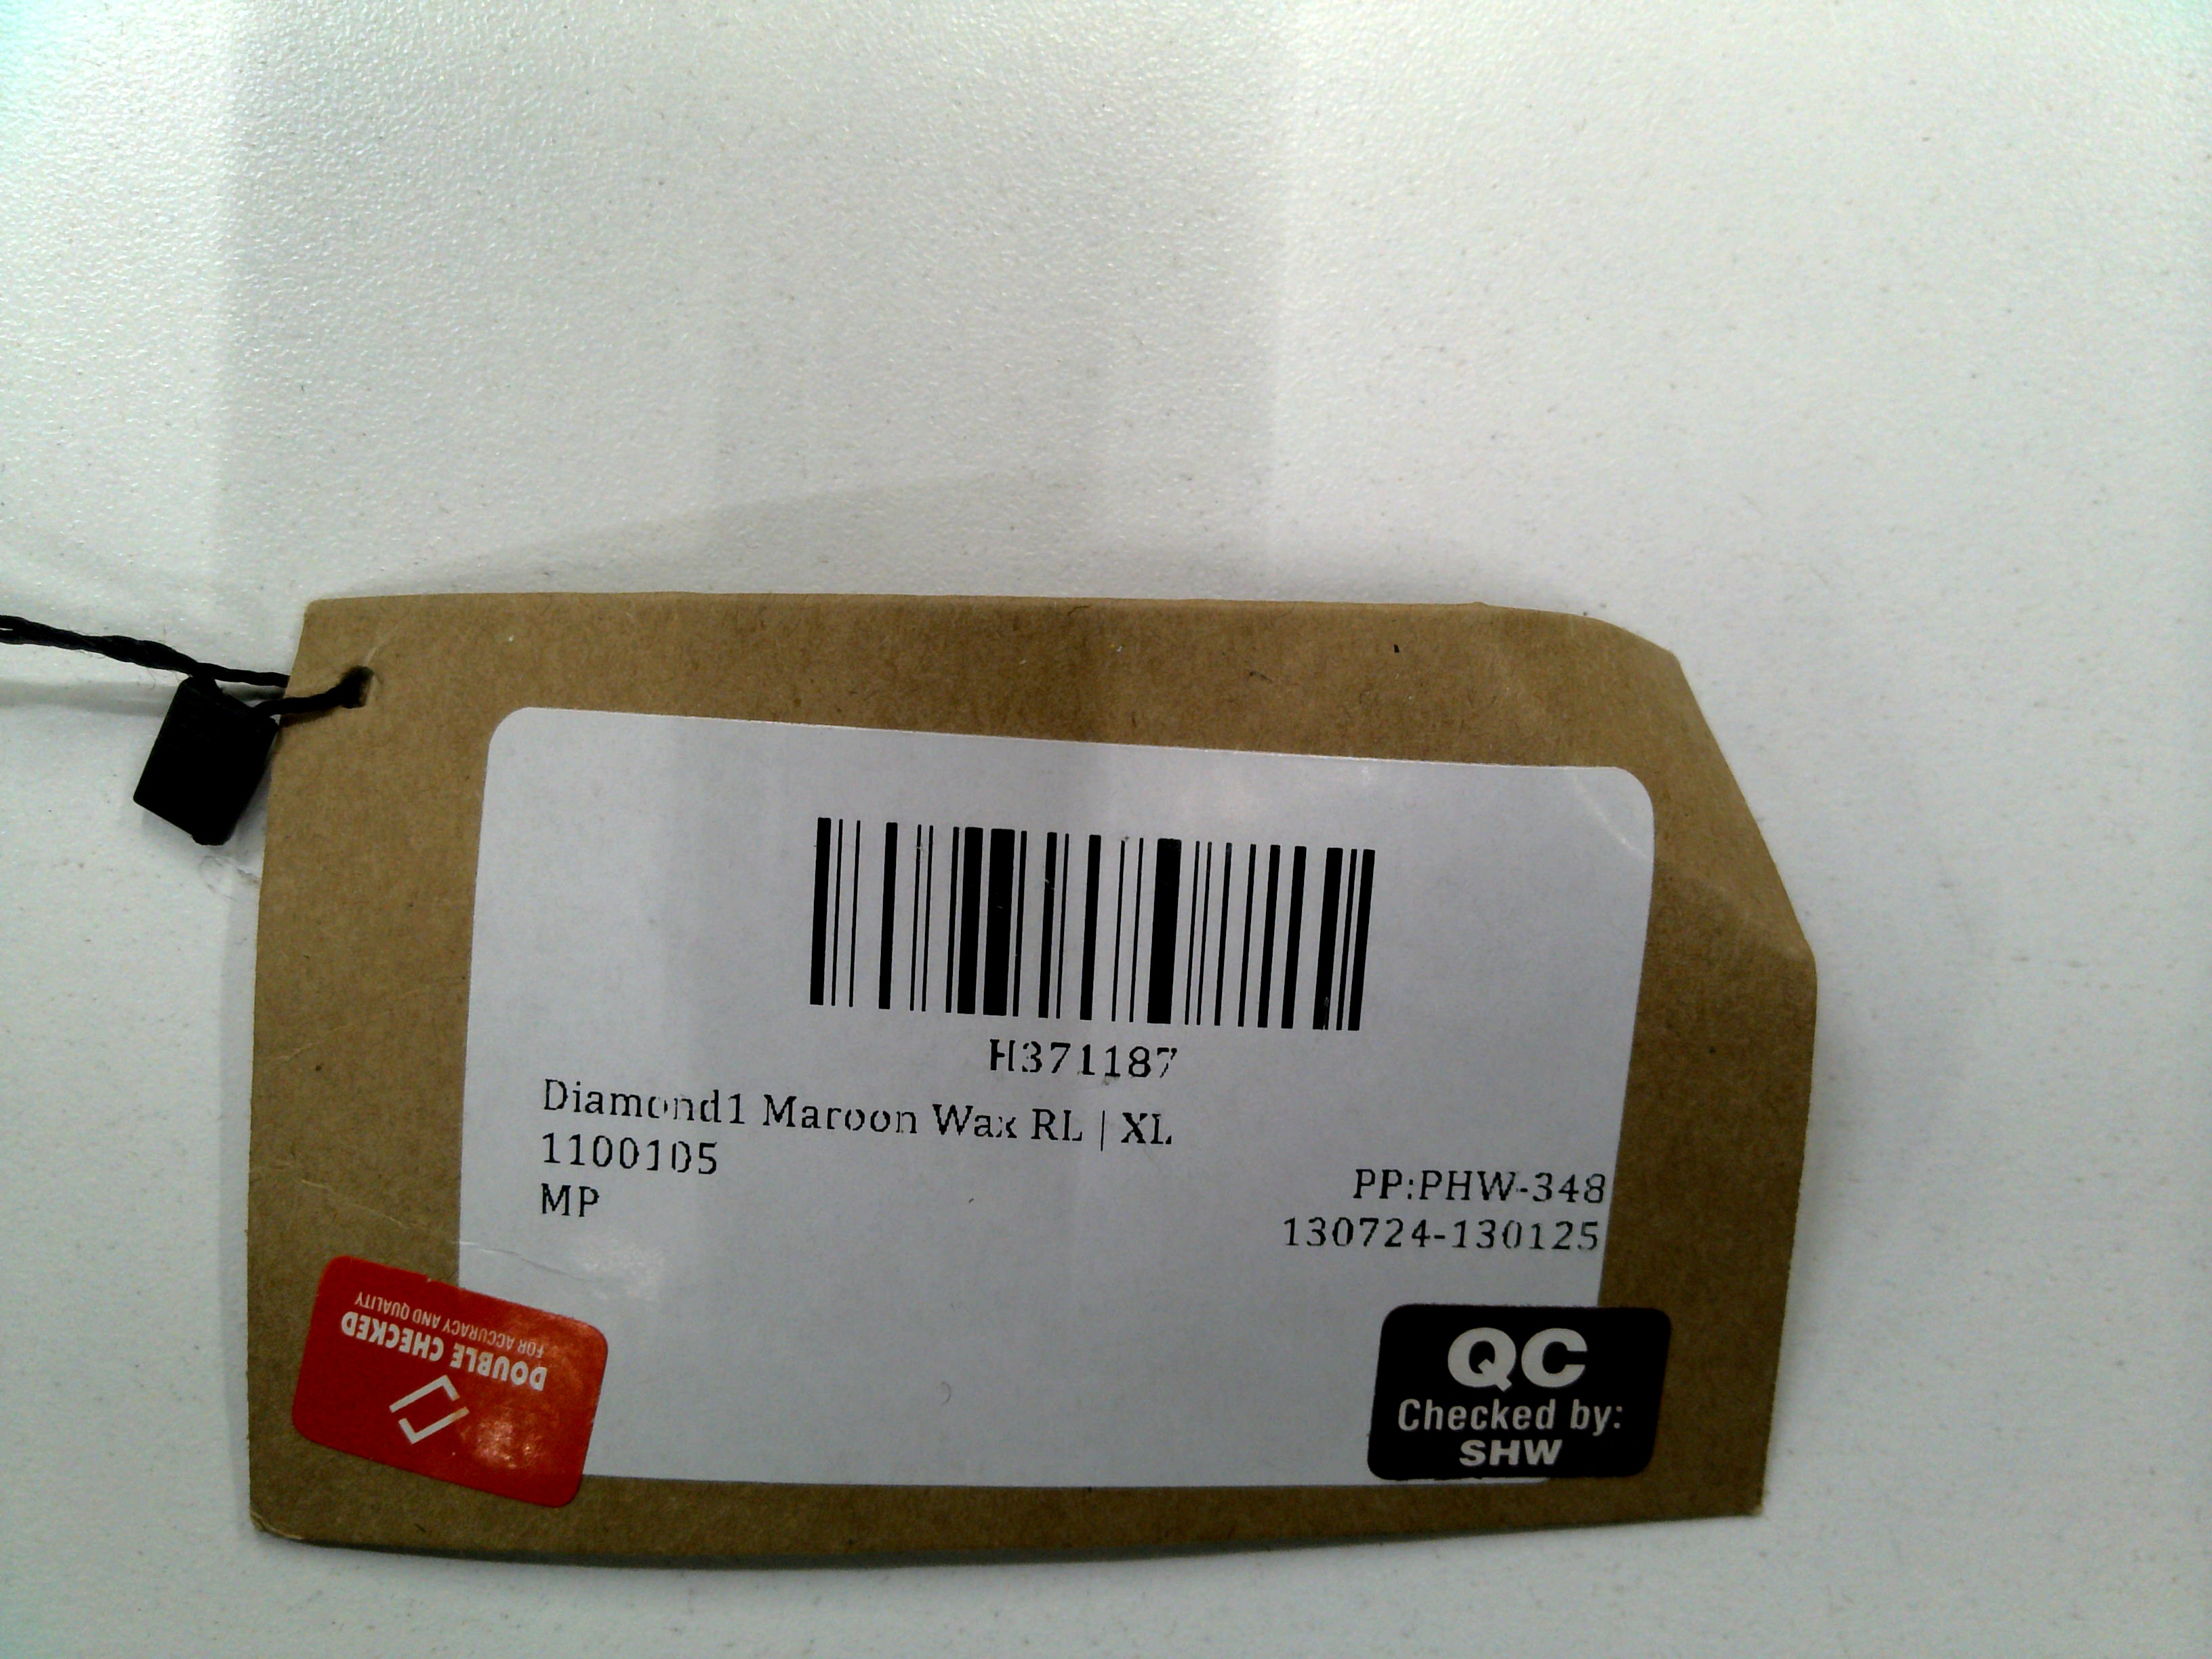 H371187
Diamond1 Maroon Wax RL | XL
1100105
MP
PP:PHW-348
130724-130125
DOUBLE CHECKED
FOR ACCURACY AND QUALITY
QC
Checked by:
SHW